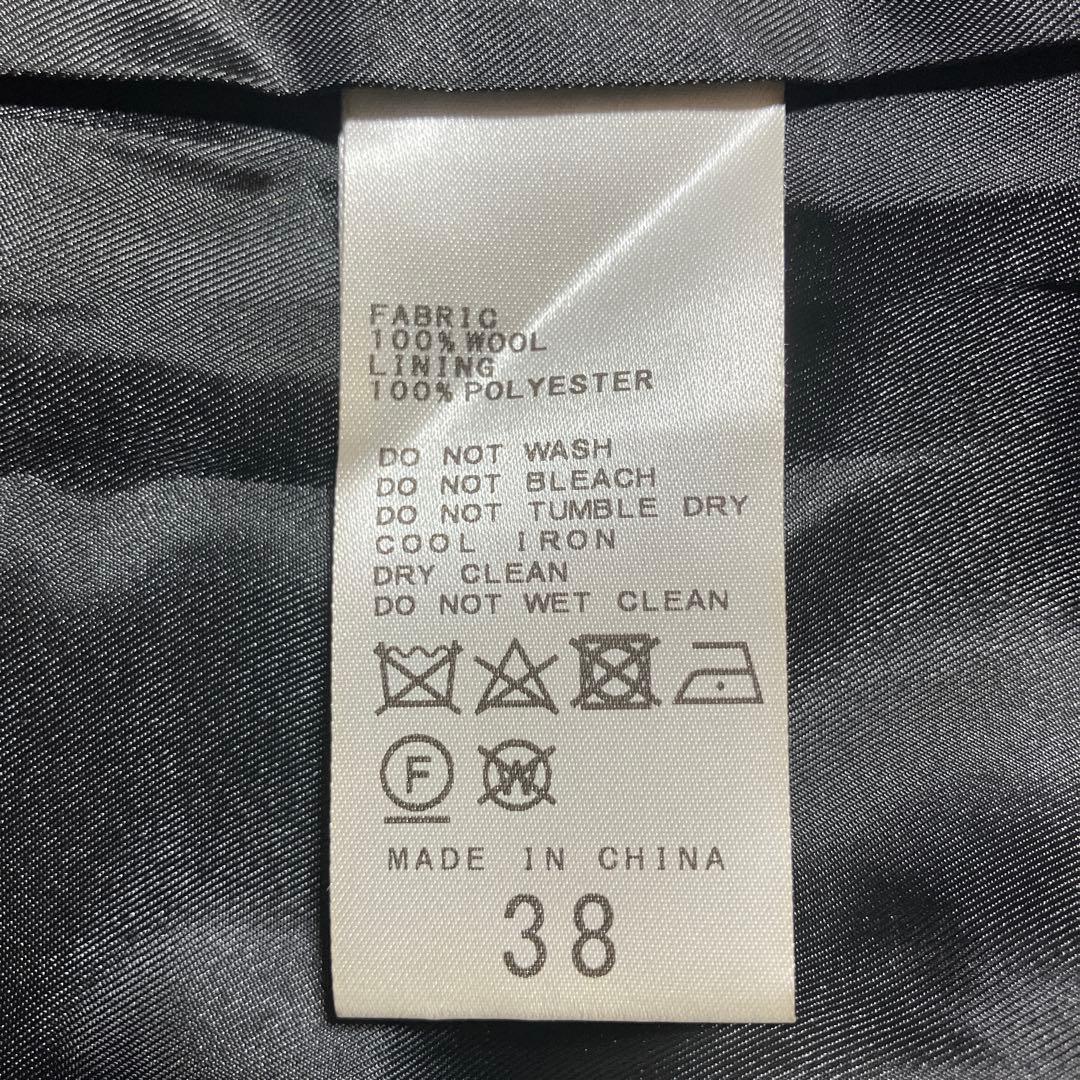 FABRIC
100% WOOL
LINING
100% POLYESTER
DO NOT WASH
DO NOT BLEACH
DO NOT TUMBLE DRY
COOL IRON
DRY CLEAN
DO NOT WET CLEAN
F W
MADE IN CHINA
38